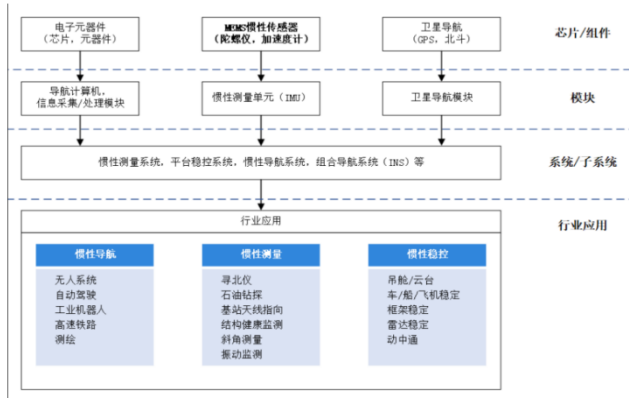 电子元器件
（芯片，元器件）
MEMS惯性传感器
（陀螺仪，加速度计）
卫星导航
（GPS，北斗）
芯片/组件
导航计算机，
信息采集/处理模块
惯性测量单元（IMU）
卫星导航模块
模块
惯性测量系统，平台稳控系统，惯性导航系统，组合导航系统（INS）等
系统/子系统
行业应用
行业应用
惯性导航
无人系统
自动驾驶
工业机器人
高速铁路
测绘
惯性测量
寻北仪
石油钻探
基站天线指向
结构健康监测
斜角测量
振动监测
惯性稳控
吊舱/云台
车/船/飞机稳定
框架稳定
雷达稳定
动中通